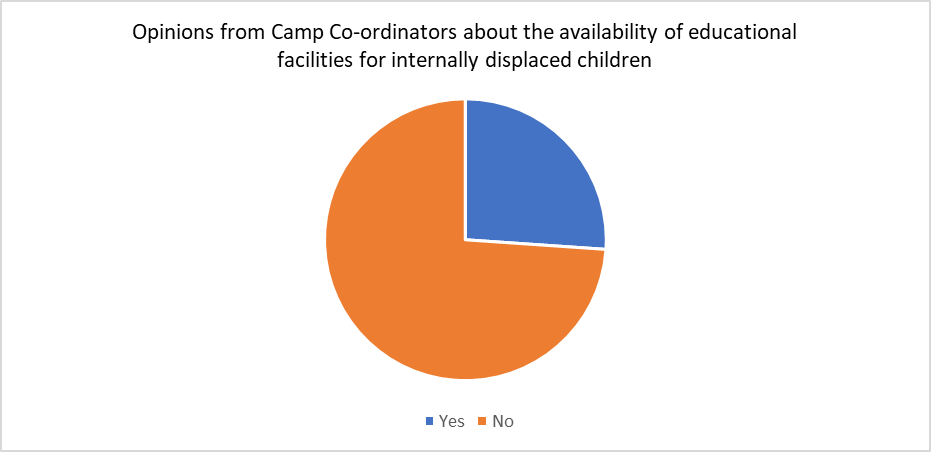 Opinions from Camp Co-ordinators about the availability of educational
facilities for internally displaced children
Yes No